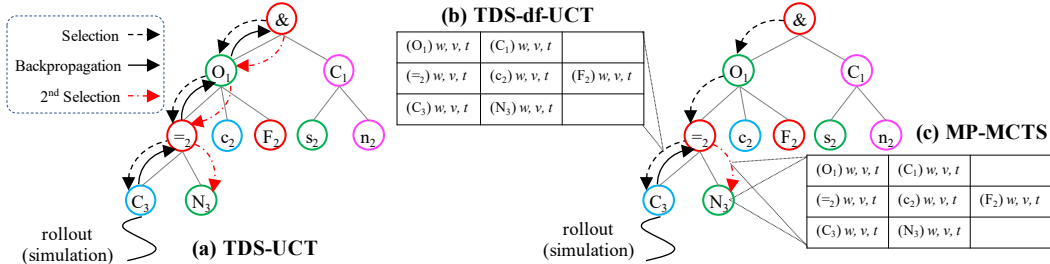 Selection
Backpropagation
2nd Selection
&
O1
C1
=2
c2
F2
s2
n2
C3
N3
rollout
(simulation)
(a) TDS-UCT
(b) TDS-df-UCT
(O1) w, v, t (C1) w, v, t
(=2) w, v, t (c2) w, v, t (F2) w, v, t
(C3) w, v, t (N3) w, v, t
&
O1
C1
=2
c2
F2
s2
n2
C3
N3
rollout
(simulation)
(c) MP-MCTS
(O1) w, v, t (C1) w, v, t
(=2) w, v, t (c2) w, v, t (F2) w, v, t
(C3) w, v, t (N3) w, v, t